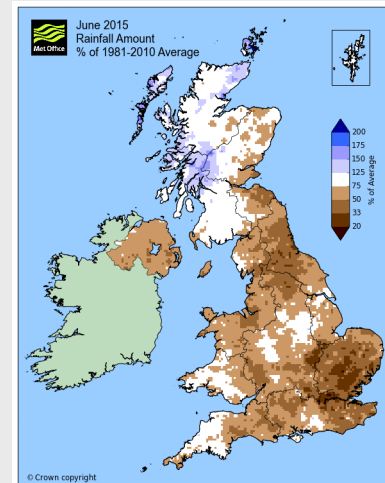 Met Office
June 2015
Rainfall Amount
% of 1981-2010 Average
200
175
150
125
75
50
33
20
% of Average
© Crown copyright